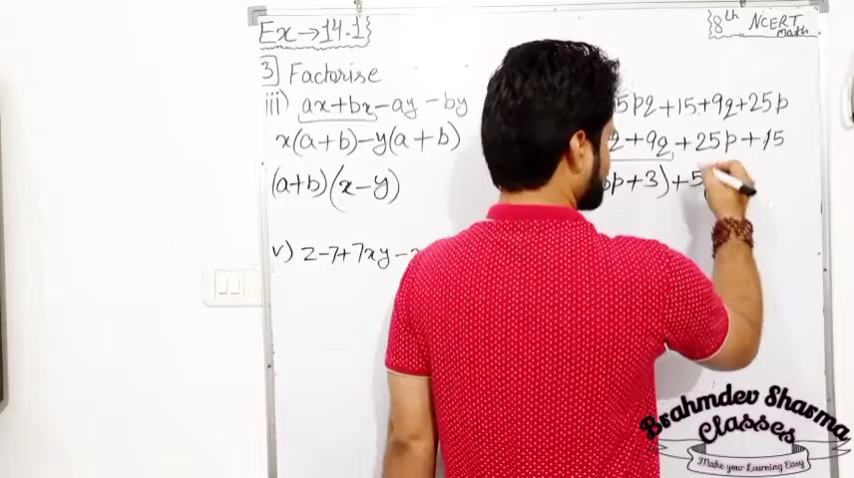 Ex→14.1
8th NCERT Math
3] Factorise
iii) ax+bx-ay-by
x(a+b)-y(a+b)
(a+b)(x-y)
v) z-7+7xy-
5pq+15+9q+25p
+9q+25p+15
p+3)+5
Brahmdev Sharma
Classes
Make your Learning Easy